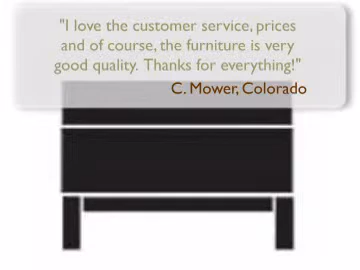 "I love the customer service, prices
and of course, the furniture is very
good quality. Thanks for everything!"
C. Mower, Colorado